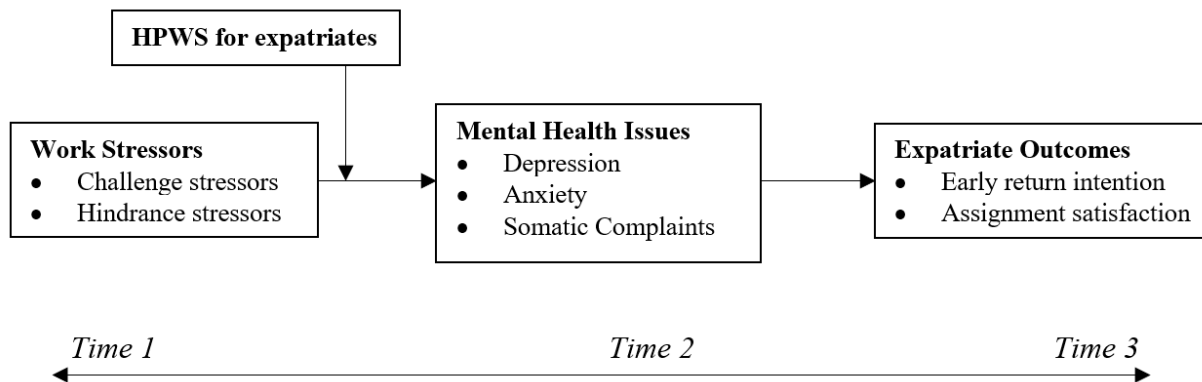 HPWS for expatriates
Work Stressors
• Challenge stressors
• Hindrance stressors
Mental Health Issues
• Depression
• Anxiety
• Somatic Complaints
Expatriate Outcomes
• Early return intention
• Assignment satisfaction
Time 1
Time 2
Time 3